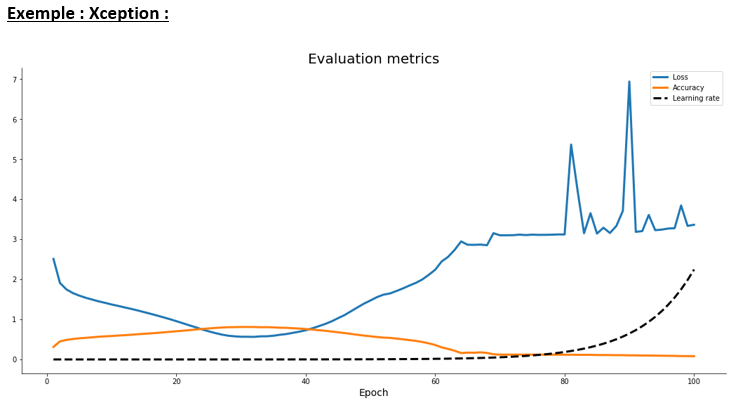 Exemple : Xception :
Evaluation metrics
Loss
Accuracy
Learning rate
7
6
5
4
3
2
1
0
0 20 40 60 80 100
Epoch